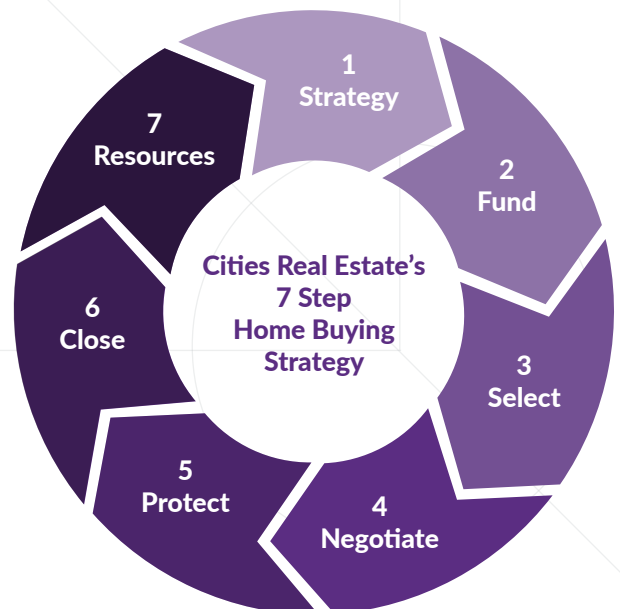 Cities Real Estate’s
7 Step
Home Buying
Strategy
1
Strategy
2
Fund
3
Select
4
Negotiate
5
Protect
6
Close
7
Resources